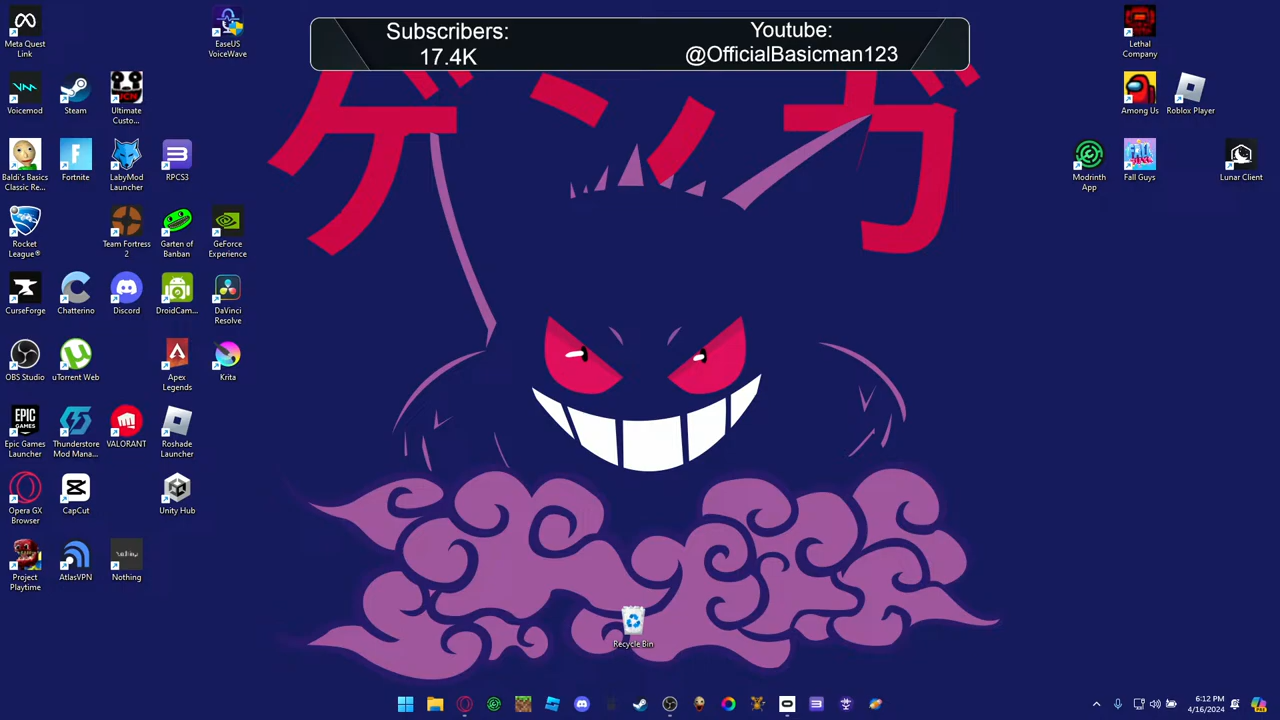 Subscribers:
17.4K
Youtube:
@OfficialBasicman123
ゲンガ
Meta Quest
Link
EaseUS
VoiceWave
Voicemod
Steam
Ultimate
Custo...
Baldi's Basics
Classic Re...
Fortnite
LabyMod
Launcher
RPCS3
Rocket
League®
Team Fortress
2
Garten of
Banban
GeForce
Experience
CurseForge
Chatterino
Discord
DroidCam...
DaVinci
Resolve
OBS Studio
uTorrent Web
Apex
Legends
Krita
EPIC
GAMES
Epic Games
Launcher
Thunderstore
Mod Mana...
VALORANT
Roshade
Launcher
Opera GX
Browser
CapCut
Unity Hub
Project
Playtime
AtlasVPN
Nothing
Lethal
Company
Among Us
Roblox Player
Modrinth
App
Fall Guys
Lunar Client
Recycle Bin
6:12 PM
4/16/2024